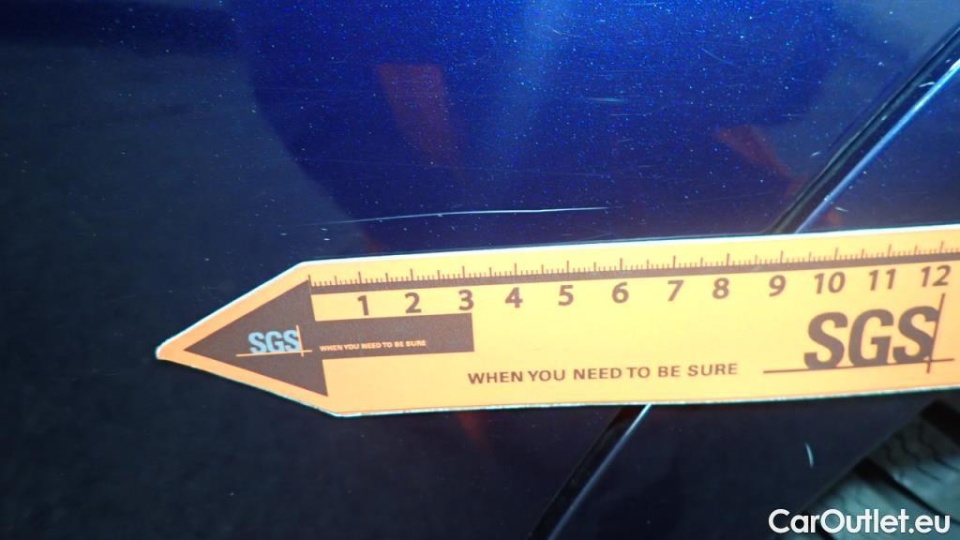 1 2 3 4 5 6 7 8 9 10 11 12
SGS
WHEN YOU NEED TO BE SURE
SGS
WHEN YOU NEED TO BE SURE
CarOutlet.eu